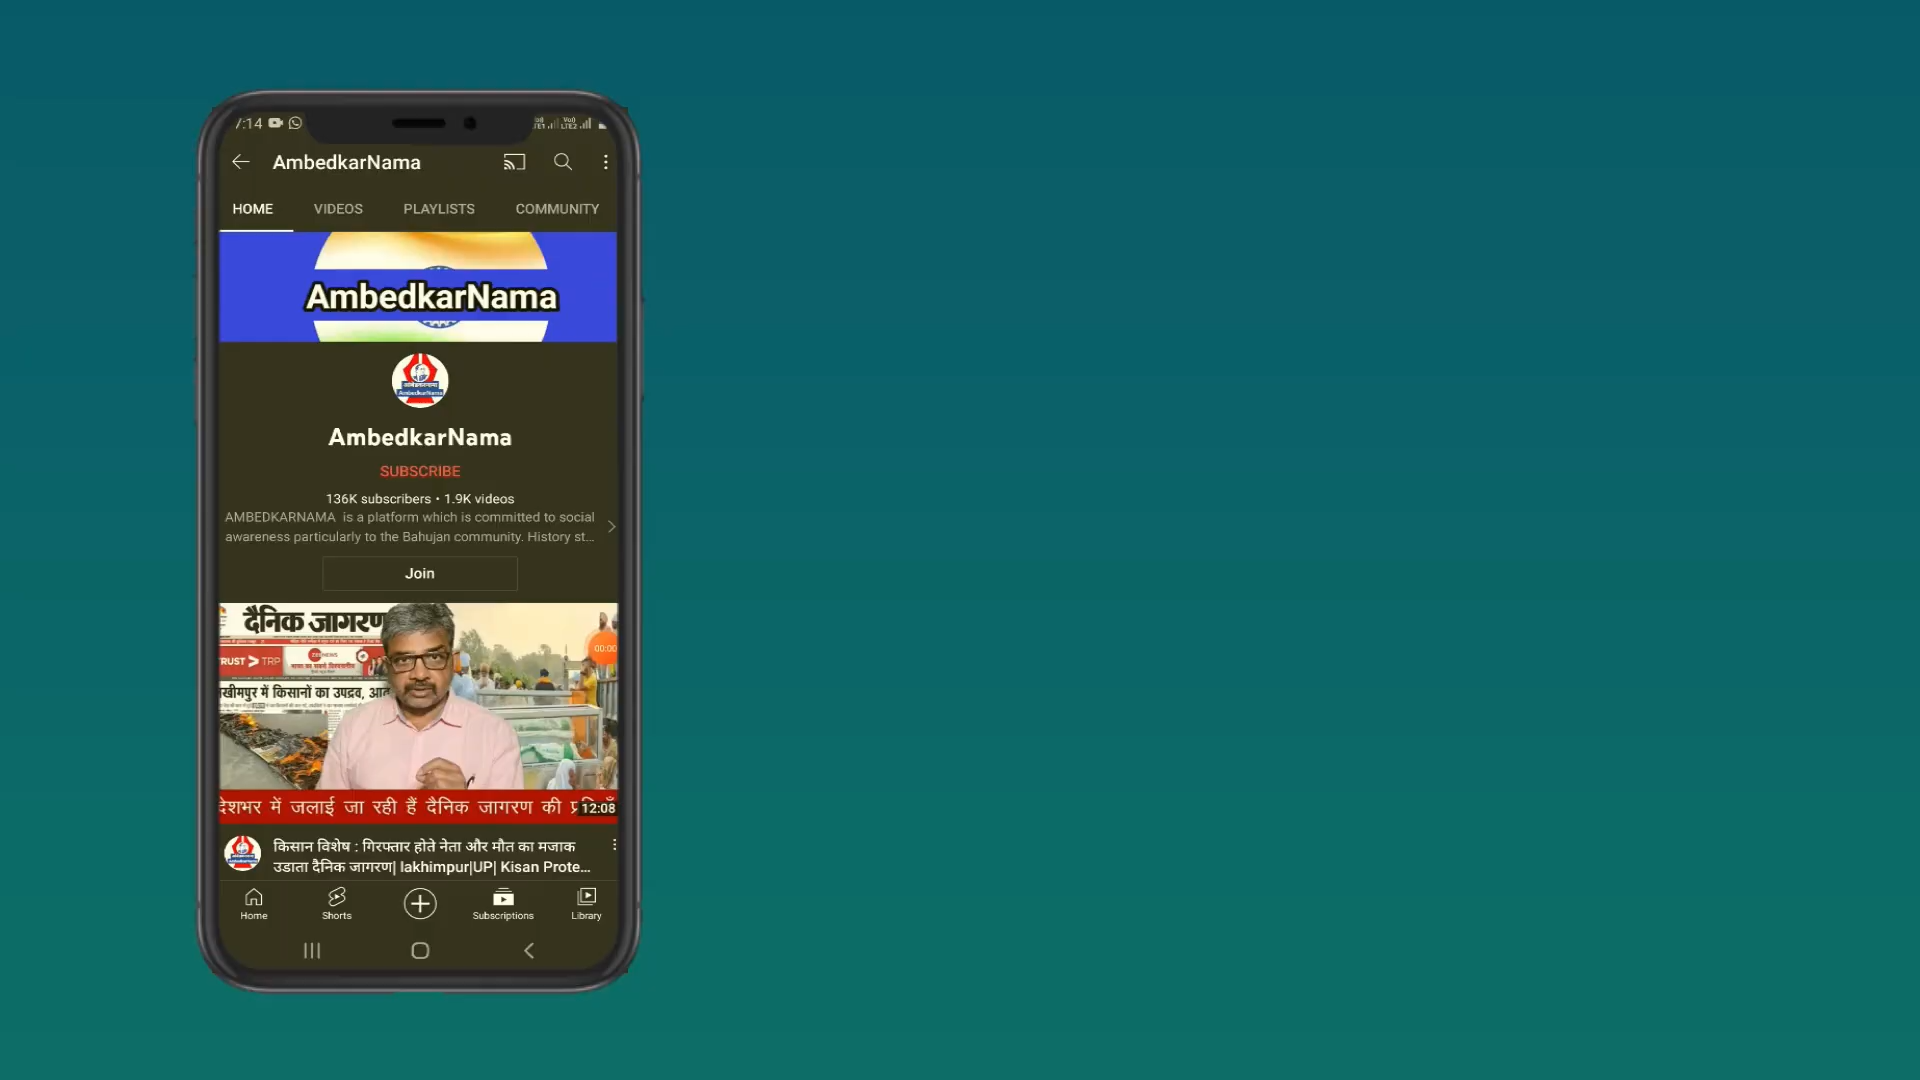 7:14
AmbedkarNama
HOME VIDEOS PLAYLISTS COMMUNITY
AmbedkarNama
AmbedkarNama
AmbedkarNama
SUBSCRIBE
136K subscribers • 1.9K videos
AMBEDKARNAMA is a platform which is committed to social
awareness particularly to the Bahujan community. History st...
Join
दैनिक जागरण
TRUST TRP
00:00
खीमपुर में किसानों का उपद्रव,
देशभर में जलाई जा रही हैं दैनिक जागरण की
12:08
किसान विशेष : गिरफ्तार होते नेता और मौत का मजाक
उडाता दैनिक जागरण| lakhimpur|UP| Kisan Prote...
Home Shorts Subscriptions Library